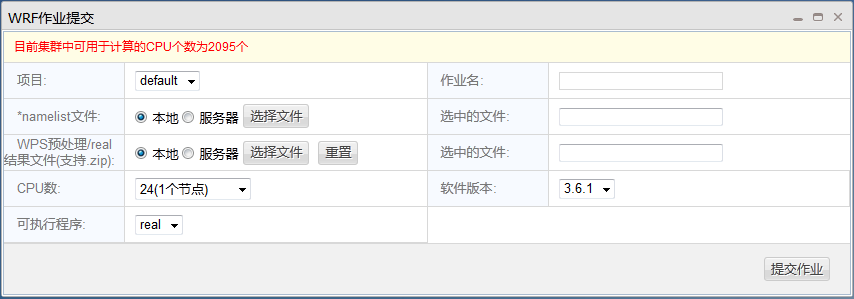 WRF作业提交
目前集群中可用于计算的CPU个数为2095个
项目: default 作业名:
*namelist文件: 本地 服务器 选择文件 选中的文件:
WPS预处理/real
结果文件(支持.zip): 本地 服务器 选择文件 重置 选中的文件:
CPU数: 24(1个节点) 软件版本: 3.6.1
可执行程序: real
提交作业